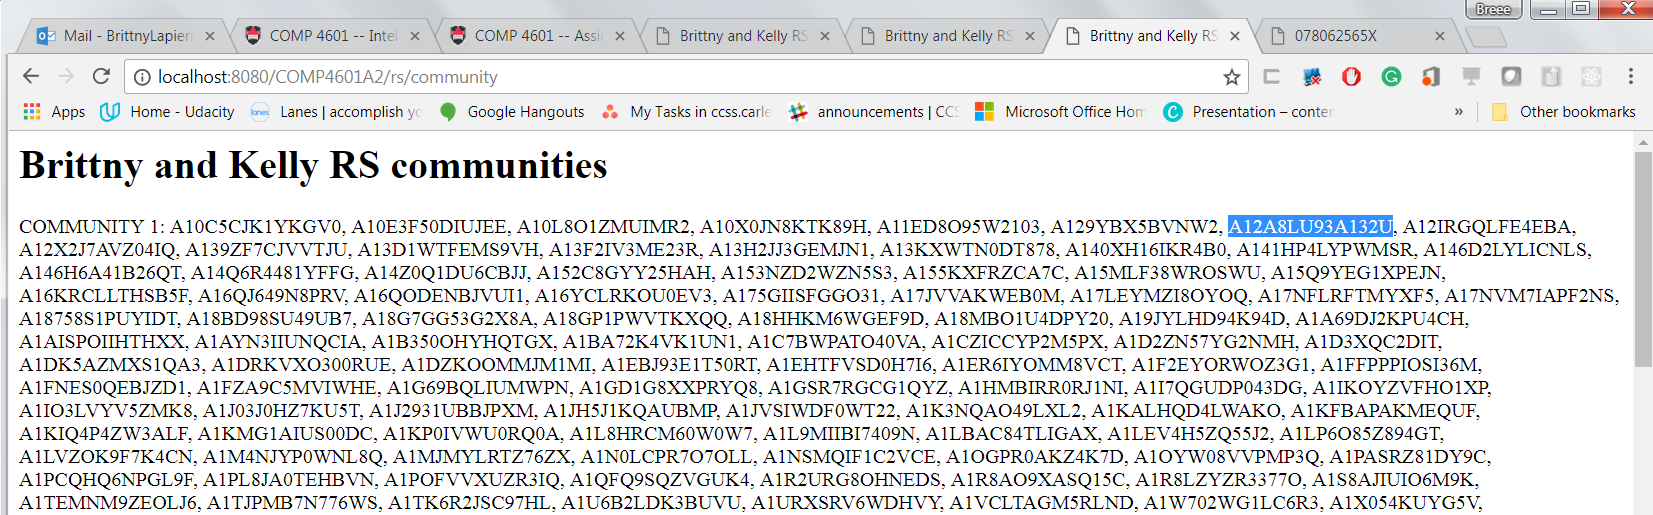 Breee
Mail - BrittnyLapierr
COMP 4601 -- Intel
COMP 4601 -- Assig
Brittny and Kelly RS
Brittny and Kelly RS
Brittny and Kelly RS
078062565X
localhost:8080/COMP4601A2/rs/community
Apps
Home - Udacity
lanes
Lanes | accomplish yo
Google Hangouts
My Tasks in ccss.carle
announcements | CCS
Microsoft Office Hom
Presentation – conten
»
Other bookmarks
Brittny and Kelly RS communities
COMMUNITY 1: A10C5CJK1YKGV0, A10E3F50DIUJEE, A10L8O1ZMUIMR2, A10X0JN8KTK89H, A11ED8O95W2103, A129YBX5BVNW2, A12A8LU93A132U, A12IRGQLFE4EBA,
A12X2J7AVZ04IQ, A139ZF7CJVVTJU, A13D1WTFEMS9VH, A13F2IV3ME23R, A13H2JJ3GEMJN1, A13KXWTN0DT878, A140XH16IKR4B0, A141HP4LYPWMSR, A146D2LYLICNLS,
A146H6A41B26QT, A14Q6R4481YFFG, A14Z0Q1DU6CBJJ, A152C8GYY25HAH, A153NZD2WZN5S3, A155KXFRZCA7C, A15MLF38WROSWU, A15Q9YEG1XPEJN,
A16KRCLLTHSB5F, A16QJ649N8PRV, A16QODENBJVUI1, A16YCLRKOU0EV3, A175GIISFGGO31, A17JVVAKWEB0M, A17LEYMZI8OYOQ, A17NFLRFTMYXF5, A17NVM7IAPF2NS,
A18758S1PUYIDT, A18BD98SU49UB7, A18G7GG53G2X8A, A18GP1PWVTKXQQ, A18HHKM6WGEF9D, A18MBO1U4DPY20, A19JYLHD94K94D, A1A69DJ2KPU4CH,
A1AISPOIIHTHXX, A1AYN3IIUNQCIA, A1B350OHYHQTGX, A1BA72K4VK1UN1, A1C7BWPATO40VA, A1CZICCYP2M5PX, A1D2ZN57YG2NMH, A1D3XQC2DIT,
A1DK5AZMXS1QA3, A1DRKVXO300RUE, A1DZKOOMMJM1MI, A1EBJ93E1T50RT, A1EHTFVSD0H7I6, A1ER6IYOMM8VCT, A1F2EYORWOZ3G1, A1FFPPPIOSI36M,
A1FNES0QEBJZD1, A1FZA9C5MVIWHE, A1G69BQLIUMWPN, A1GD1G8XXPRYQ8, A1GSR7RGCG1QYZ, A1HMBIRR0RJ1NI, A1I7QGUDP043DG, A1IKOYZVFHO1XP,
A1IO3LVYV5ZMK8, A1J03J0HZ7KU5T, A1J2931UBBJPXM, A1JH5J1KQAUBMP, A1JVSIWDF0WT22, A1K3NQAO49LXL2, A1KALHQD4LWAKO, A1KFBAPAKMEQUF,
A1KIQ4P4ZW3ALF, A1KMG1AIUS00DC, A1KP0IVWU0RQ0A, A1L8HRCM60W0W7, A1L9MIIBI7409N, A1LBAC84TLIGAX, A1LEV4H5ZQ55J2, A1LP6O85Z894GT,
A1LVZOK9F7K4CN, A1M4NJYP0WNL8Q, A1MJMYLRTZ76ZX, A1N0LCPR7O7OLL, A1NSMQIF1C2VCE, A1OGPR0AKZ4K7D, A1OYW08VVPMP3Q, A1PASRZ81DY9C,
A1PCQHQ6NPGL9F, A1PL8JA0TEHBVN, A1POFVVXUZR3IQ, A1QFQ9SQZVGUK4, A1R2URG8OHNEDS, A1R8AO9XASQ15C, A1R8LZYZR3377O, A1S8AJIUIO6M9K,
A1TEMNM9ZEOLJ6, A1TJPMB7N776WS, A1TK6R2JSC97HL, A1U6B2LDK3BUVU, A1URXSRV6WDHVY, A1VCLTAGM5RLND, A1W702WG1LC6R3, A1X054KUYG5V,